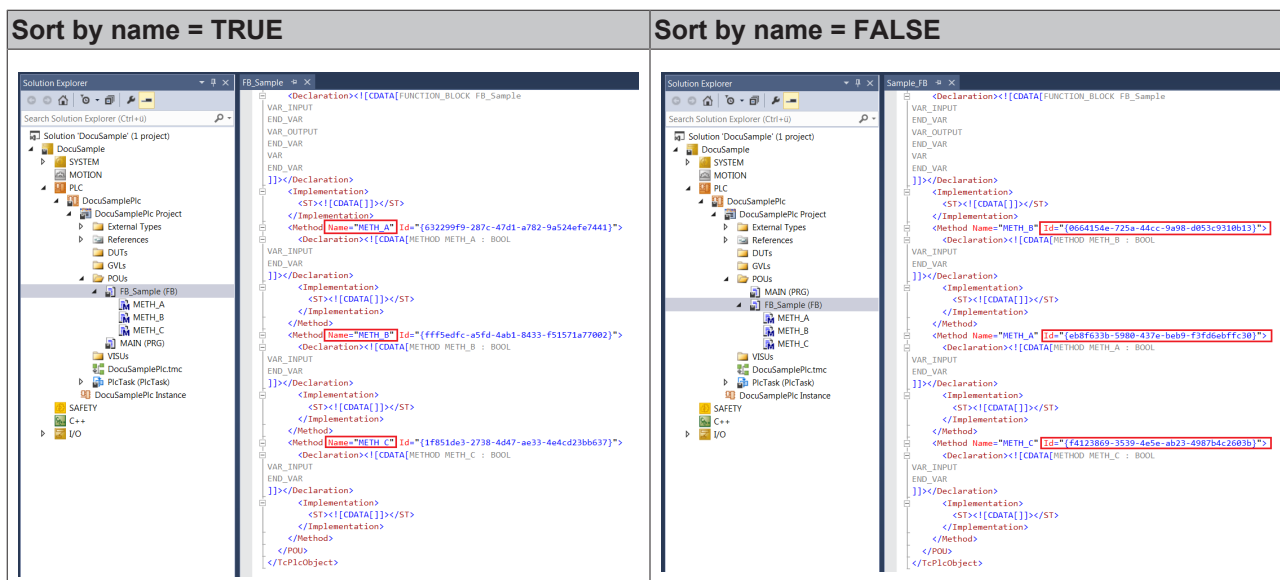 Sort by name = TRUE
Solution Explorer
Search Solution Explorer (Ctrl+ü)
Solution 'DocuSample' (1 project)
DocuSample
SYSTEM
MOTION
PLC
DocuSamplePlc
DocuSamplePlc Project
External Types
References
DUTs
GVLs
POUs
FB_Sample (FB)
METH_A
METH_B
METH_C
MAIN (PRG)
VISUs
DocuSamplePlc.tmc
PlcTask (PlcTask)
DocuSamplePlc Instance
SAFETY
C++
I/O
FB_Sample
<Declaration><![CDATA[FUNCTION_BLOCK FB_Sample
VAR_INPUT
END_VAR
VAR_OUTPUT
END_VAR
VAR
END_VAR
]]></Declaration>
<Implementation>
<ST><![CDATA[]]></ST>
</Implementation>
<Method Name="METH_A" Id="{632299f9-287c-47d1-a782-9a524efe7441}">
<Declaration><![CDATA[METHOD METH_A : BOOL
VAR_INPUT
END_VAR
]]></Declaration>
<Implementation>
<ST><![CDATA[]]></ST>
</Implementation>
</Method>
<Method Name="METH_B" Id="{fff5edfc-a5fd-4ab1-8433-f51571a77002}">
<Declaration><![CDATA[METHOD METH_B : BOOL
VAR_INPUT
END_VAR
]]></Declaration>
<Implementation>
<ST><![CDATA[]]></ST>
</Implementation>
</Method>
<Method Name="METH_C" Id="{1f851de3-2738-4d47-ae33-4e4cd23bb637}">
<Declaration><![CDATA[METHOD METH_C : BOOL
VAR_INPUT
END_VAR
]]></Declaration>
<Implementation>
<ST><![CDATA[]]></ST>
</Implementation>
</Method>
</POU>
</TcPlcObject>
Sort by name = FALSE
Solution Explorer
Search Solution Explorer (Ctrl+ü)
Solution 'DocuSample' (1 project)
DocuSample
SYSTEM
MOTION
PLC
DocuSamplePlc
DocuSamplePlc Project
External Types
References
DUTs
GVLs
POUs
MAIN (PRG)
FB_Sample (FB)
METH_A
METH_B
METH_C
VISUs
DocuSamplePlc.tmc
PlcTask (PlcTask)
DocuSamplePlc Instance
SAFETY
C++
I/O
Sample_FB
<Declaration><![CDATA[FUNCTION_BLOCK FB_Sample
VAR_INPUT
END_VAR
VAR_OUTPUT
END_VAR
VAR
END_VAR
]]></Declaration>
<Implementation>
<ST><![CDATA[]]></ST>
</Implementation>
<Method Name="METH_B" Id="{0664154e-725a-44cc-9a98-d053c9310b13}">
<Declaration><![CDATA[METHOD METH_B : BOOL
VAR_INPUT
END_VAR
]]></Declaration>
<Implementation>
<ST><![CDATA[]]></ST>
</Implementation>
</Method>
<Method Name="METH_A" Id="{eb8f633b-5980-437e-beb9-f3fd6ebffc30}">
<Declaration><![CDATA[METHOD METH_A : BOOL
VAR_INPUT
END_VAR
]]></Declaration>
<Implementation>
<ST><![CDATA[]]></ST>
</Implementation>
</Method>
<Method Name="METH_C" Id="{f4123869-3539-4e5e-ab23-4987b4c2603b}">
<Declaration><![CDATA[METHOD METH_C : BOOL
VAR_INPUT
END_VAR
]]></Declaration>
<Implementation>
<ST><![CDATA[]]></ST>
</Implementation>
</Method>
</POU>
</TcPlcObject>